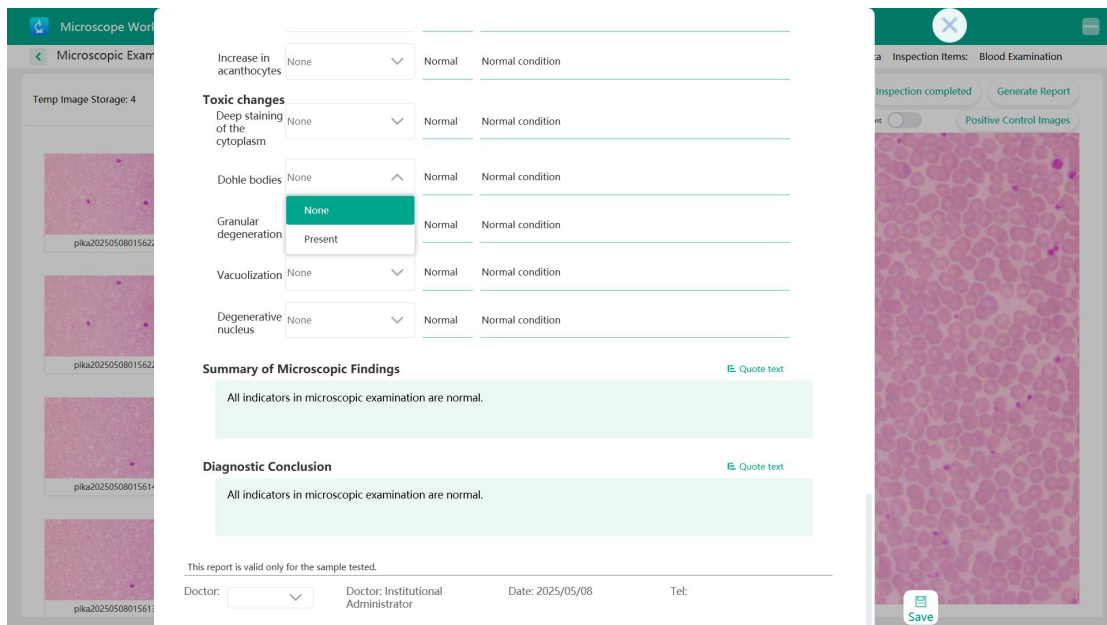 Microscope Work
Microscopic Exam
Inspection Items: Blood Examination
Temp Image Storage: 4
Inspection completed
Generate Report
Positive Control Images
pika2025050801562
pika2025050801562
pika2025050801561
pika2025050801561
Increase in
acanthocytes
None
Normal
Normal condition
Toxic changes
Deep staining
of the
cytoplasm
None
Normal
Normal condition
Dohle bodies
None
Normal
Normal condition
None
Present
Granular
degeneration
Normal
Normal condition
Vacuolization
None
Normal
Normal condition
Degenerative
nucleus
None
Normal
Normal condition
Summary of Microscopic Findings
Quote text
All indicators in microscopic examination are normal.
Diagnostic Conclusion
Quote text
All indicators in microscopic examination are normal.
This report is valid only for the sample tested.
Doctor:
Doctor: Institutional
Administrator
Date: 2025/05/08
Tel:
Save